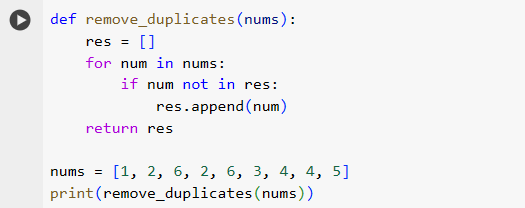 def remove_duplicates(nums):
    res = []
    for num in nums:
        if num not in res:
            res.append(num)
    return res

nums = [1, 2, 6, 2, 6, 3, 4, 4, 5]
print(remove_duplicates(nums))